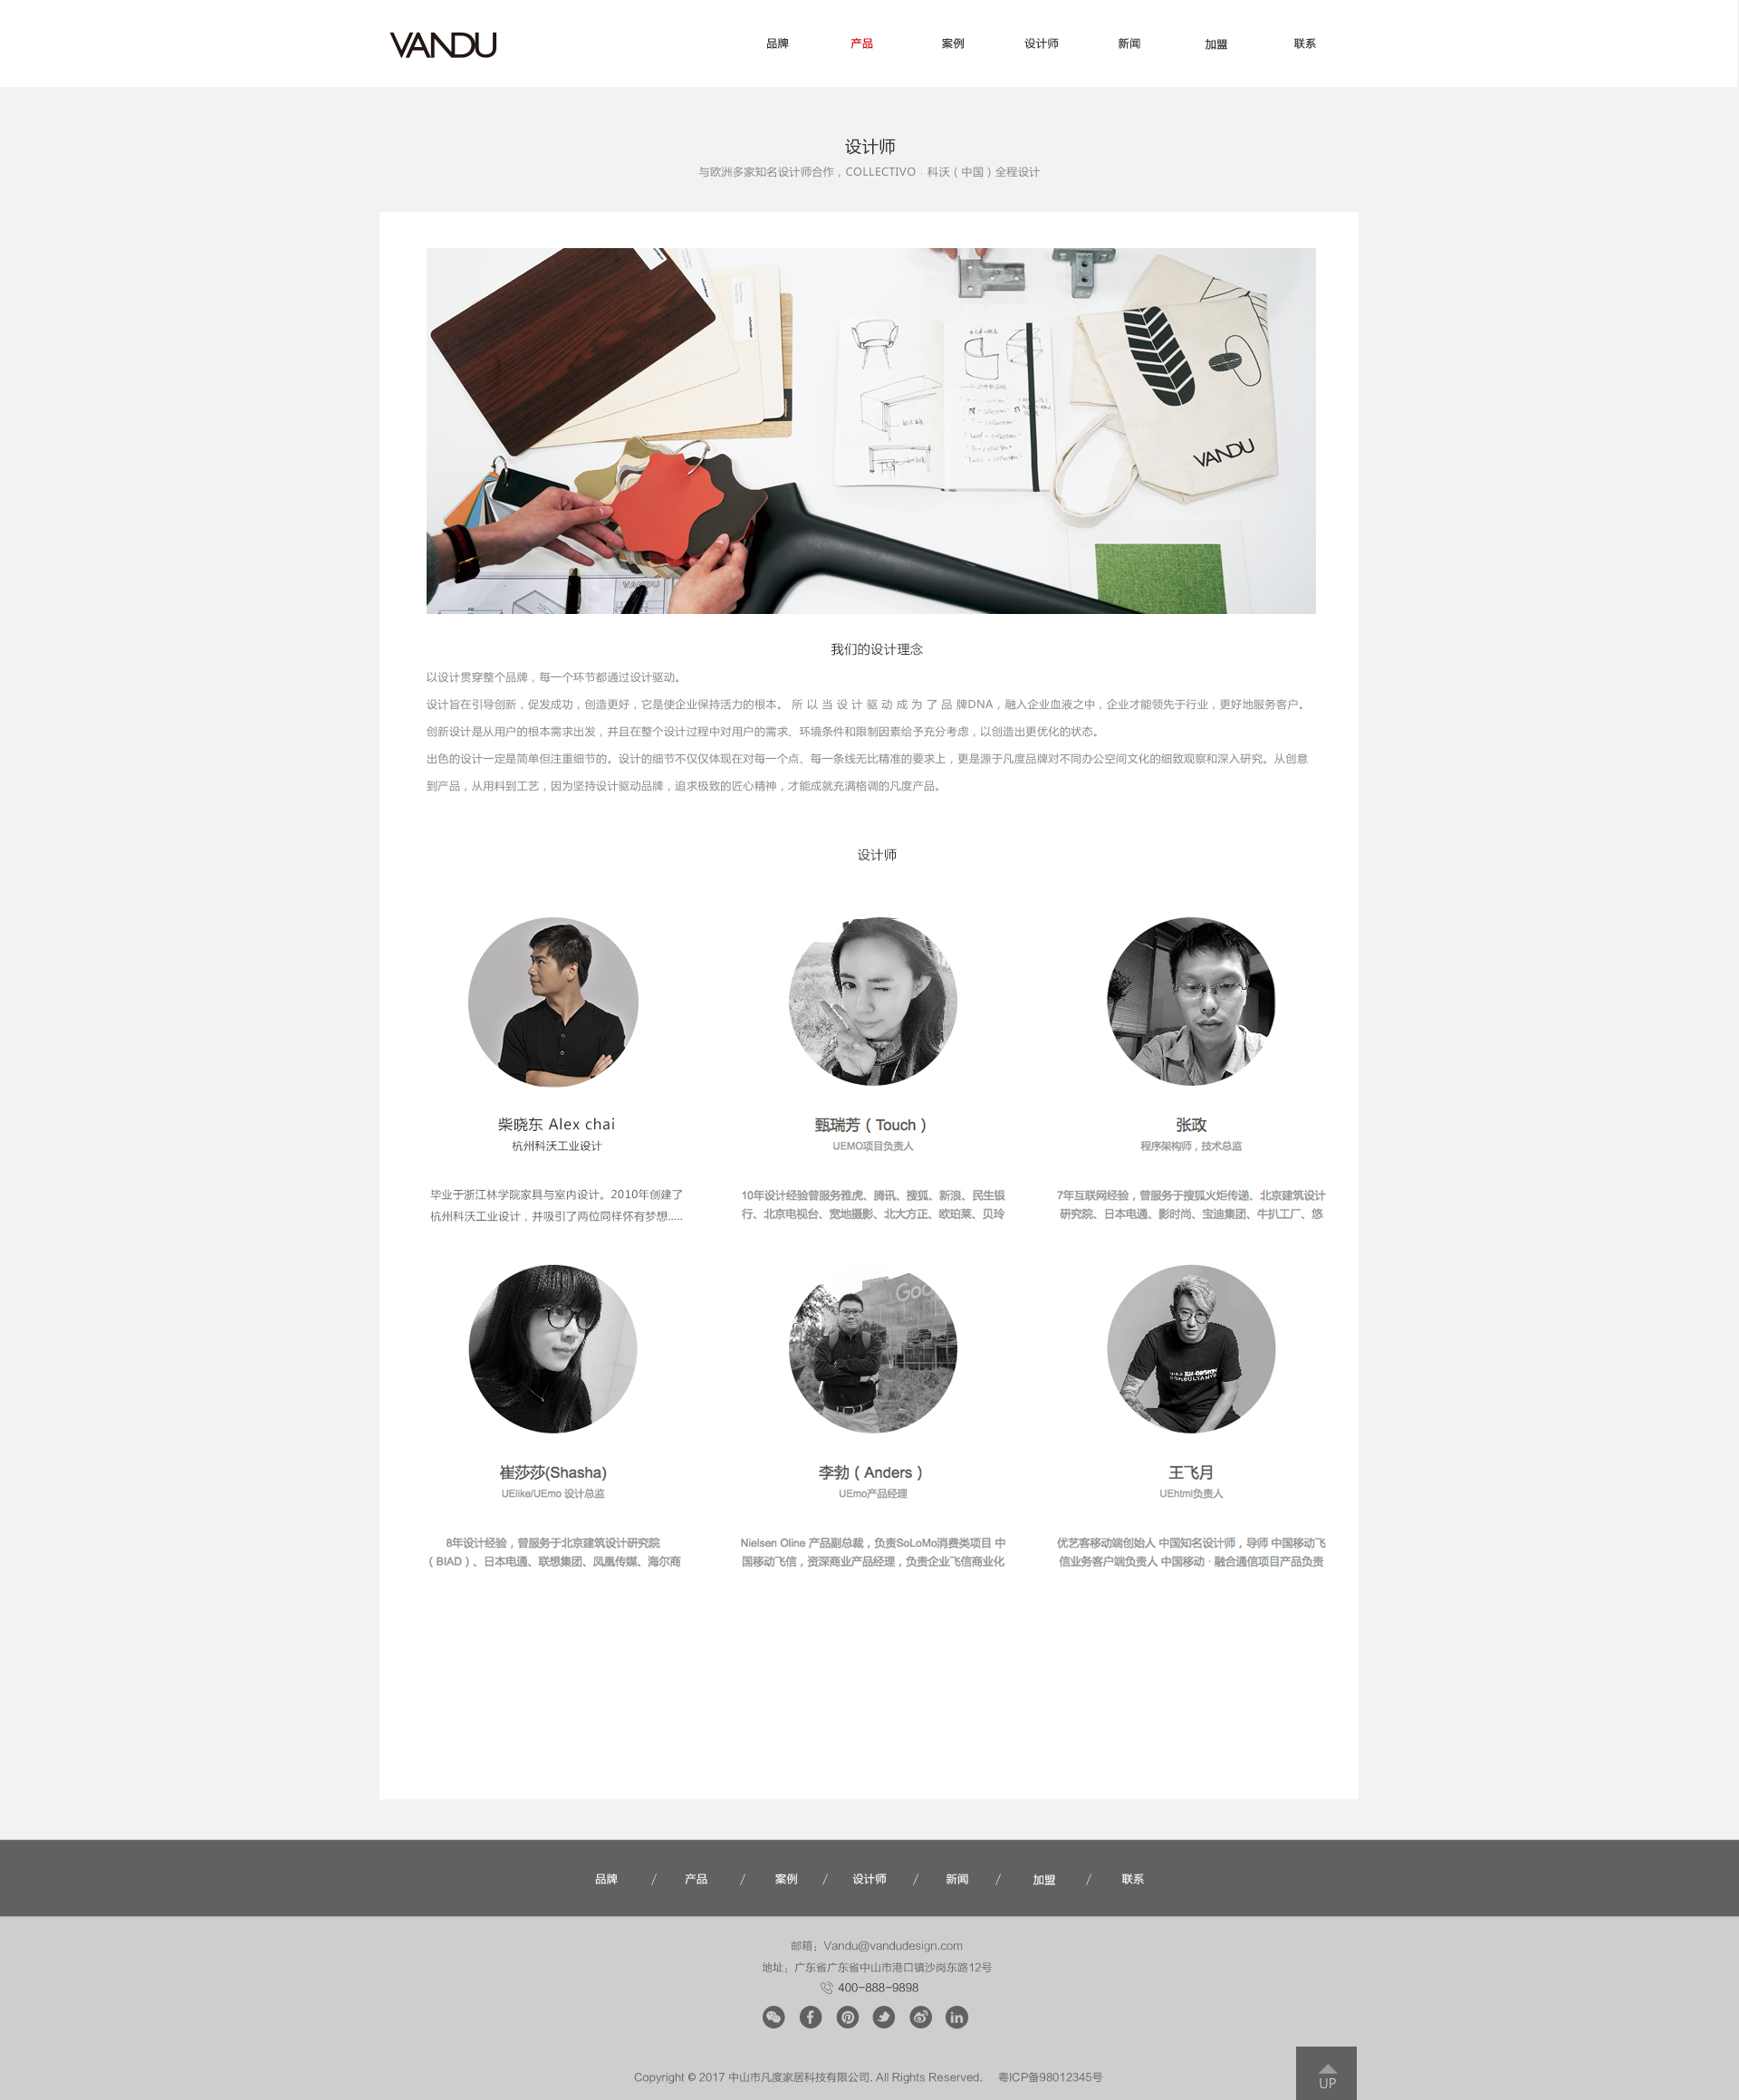 VANDU
品牌 产品 案例 设计师 新闻 加盟 联系
设计师
与欧洲多家知名设计师合作，COLLECTIVO · 科沃（中国）全程设计
VANDU
VANDU
我们的设计理念
以设计贯穿整个品牌，每一个环节都通过设计驱动。
设计旨在引导创新，促发成功，创造更好，它是使企业保持活力的根本。 所 以 当 设 计 驱 动 成 为 了 品 牌DNA，融入企业血液之中，企业才能领先于行业，更好地服务客户。
创新设计是从用户的根本需求出发，并且在整个设计过程中对用户的需求、环境条件和限制因素给予充分考虑，以创造出更优化的状态。
出色的设计一定是简单但注重细节的。设计的细节不仅仅体现在对每一个点、每一条线无比精准的要求上，更是源于凡度品牌对不同办公空间文化的细致观察和深入研究。从创意
到产品，从用料到工艺，因为坚持设计驱动品牌，追求极致的匠心精神，才能成就充满格调的凡度产品。
设计师
柴晓东 Alex chai
杭州科沃工业设计
毕业于浙江林学院家具与室内设计。2010年创建了
杭州科沃工业设计，并吸引了两位同样怀有梦想.....
甄瑞芳（Touch）
UEMO项目负责人
10年设计经验曾服务雅虎、腾讯、搜狐、新浪、民生银
行、北京电视台、宽地摄影、北大方正、欧珀莱、贝玲
张政
程序架构师，技术总监
7年互联网经验，曾服务于搜狐火炬传递、北京建筑设计
研究院、日本电通、影时尚、宝迪集团、牛扒工厂、悠
崔莎莎(Shasha)
UElike/UEmo 设计总监
8年设计经验，曾服务于北京建筑设计研究院
（BIAD）、日本电通、联想集团、凤凰传媒、海尔商
李勃（Anders）
UEmo产品经理
Nielsen Oline 产品副总裁，负责SoLoMo消费类项目 中
国移动飞信，资深商业产品经理，负责企业飞信商业化
王飞月
UEhtml负责人
优艺客移动端创始人 中国知名设计师，导师 中国移动飞
信业务客户端负责人 中国移动 · 融合通信项目产品负责
品牌 / 产品 / 案例 / 设计师 / 新闻 / 加盟 / 联系
邮箱：Vandu@vandudesign.com
地址：广东省广东省中山市港口镇沙岗东路12号
400-888-9898
Copyright © 2017 中山市凡度家居科技有限公司. All Rights Reserved. 粤ICP备98012345号
UP